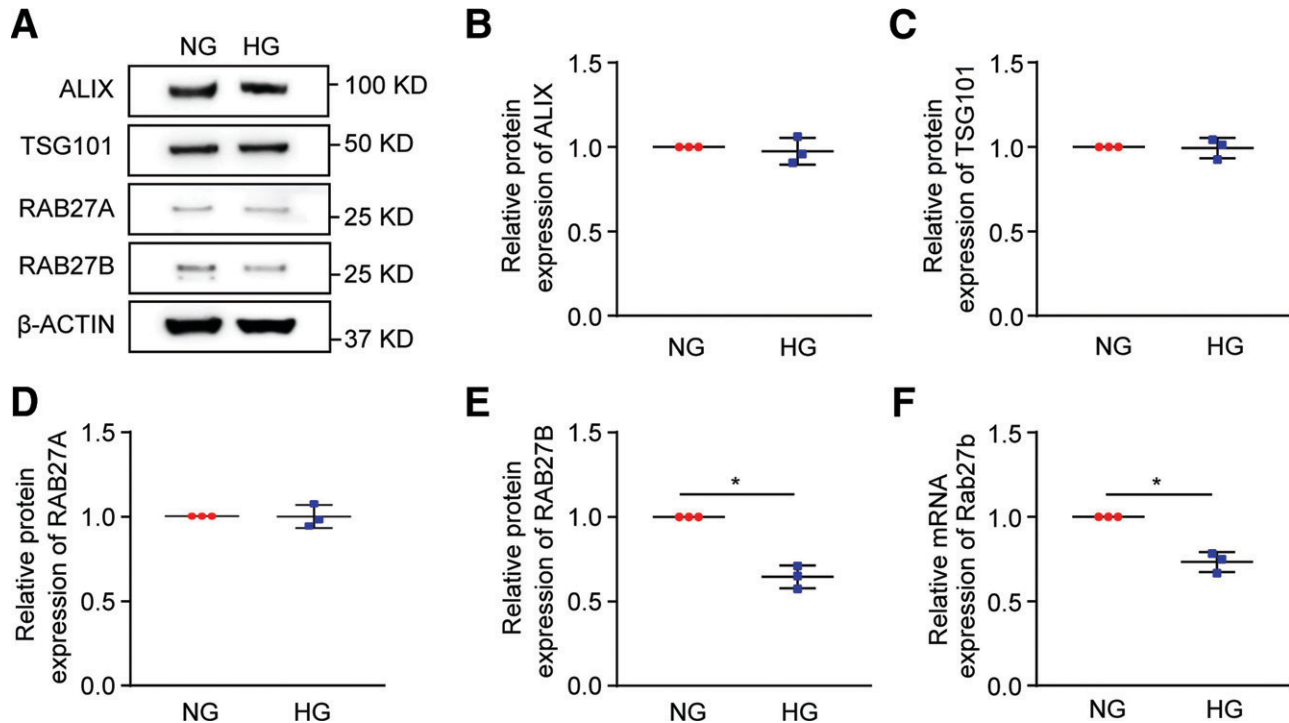 A
NG HG
ALIX
100 KD
TSG101
50 KD
RAB27A
25 KD
RAB27B
25 KD
β-ACTIN
37 KD
B
Relative protein
expression of ALIX
1.5
1.0
0.5
0.0
NG HG
C
Relative protein
expression of TSG101
1.5
1.0
0.5
0.0
NG HG
D
Relative protein
expression of RAB27A
1.5
1.0
0.5
0.0
NG HG
E
Relative protein
expression of RAB27B
1.5
1.0
0.5
0.0
*
NG HG
F
Relative mRNA
expression of Rab27b
1.5
1.0
0.5
0.0
*
NG HG